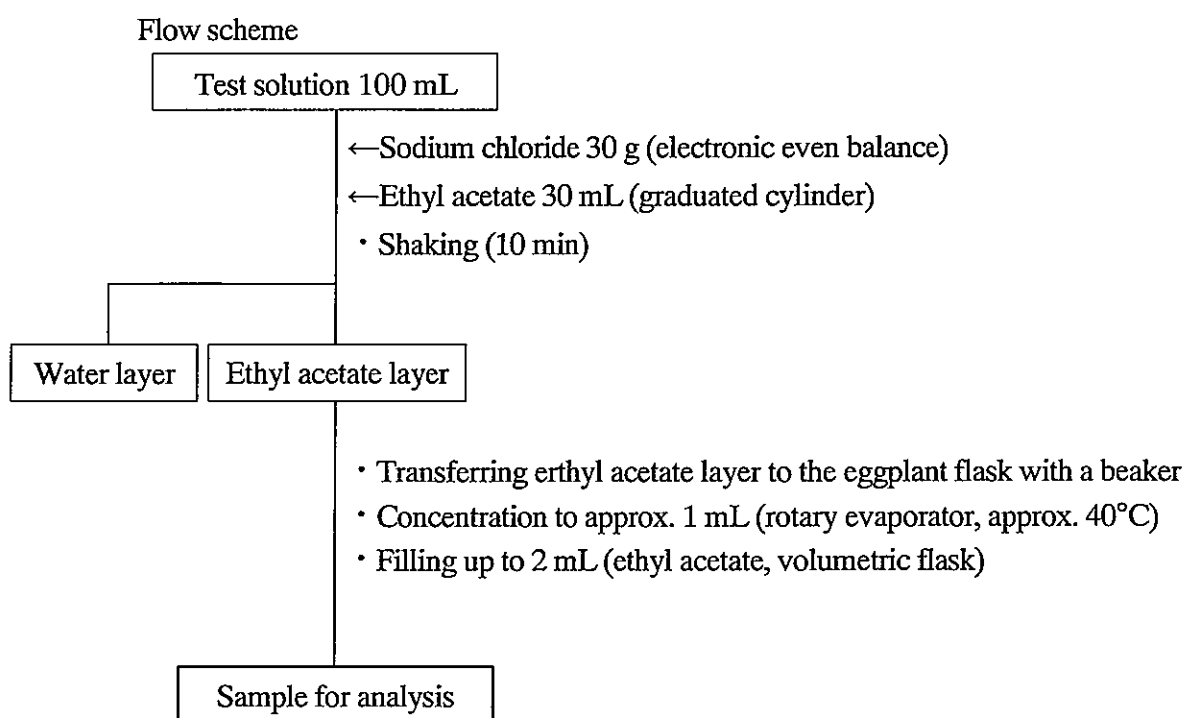 Flow scheme
Test solution 100 mL
←Sodium chloride 30 g (electronic even balance)
←Ethyl acetate 30 mL (graduated cylinder)
・Shaking (10 min)
Water layer
Ethyl acetate layer
・Transferring erthyl acetate layer to the eggplant flask with a beaker
・Concentration to approx. 1 mL (rotary evaporator, approx. 40°C)
・Filling up to 2 mL (ethyl acetate, volumetric flask)
Sample for analysis